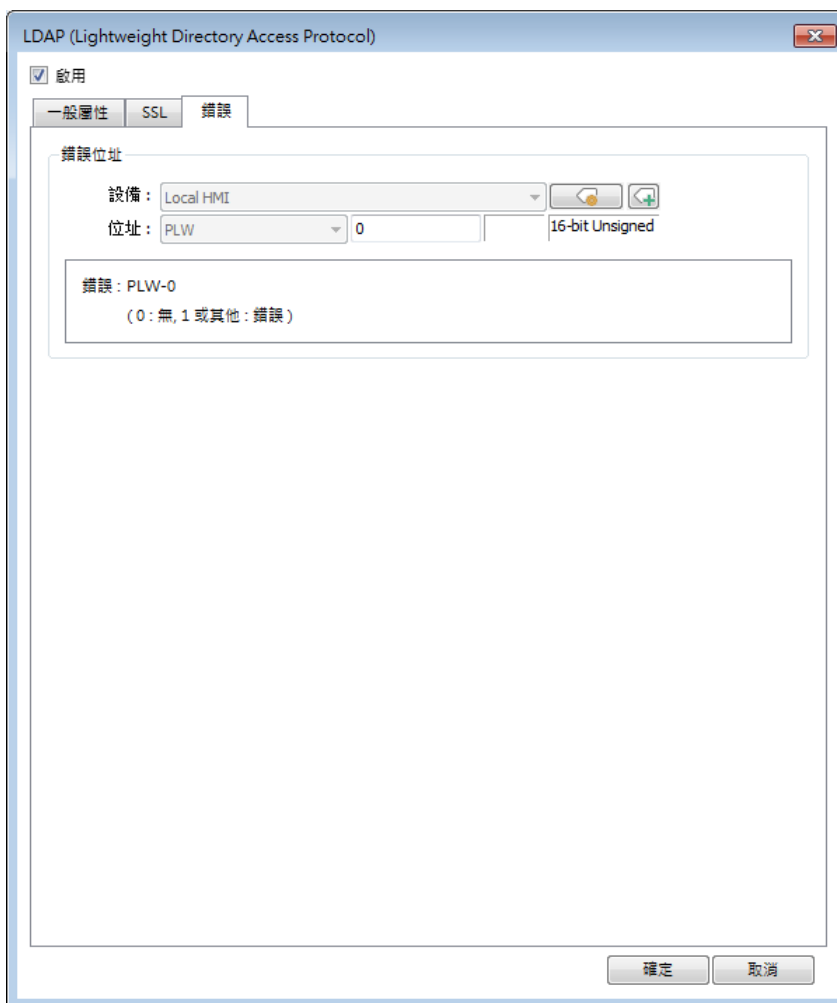 LDAP (Lightweight Directory Access Protocol)
啟用
一般屬性 SSL 錯誤
錯誤位址
設備： Local HMI
位址： PLW 0 16-bit Unsigned
錯誤 : PLW-0
( 0 : 無, 1 或其他 : 錯誤 )
確定 取消